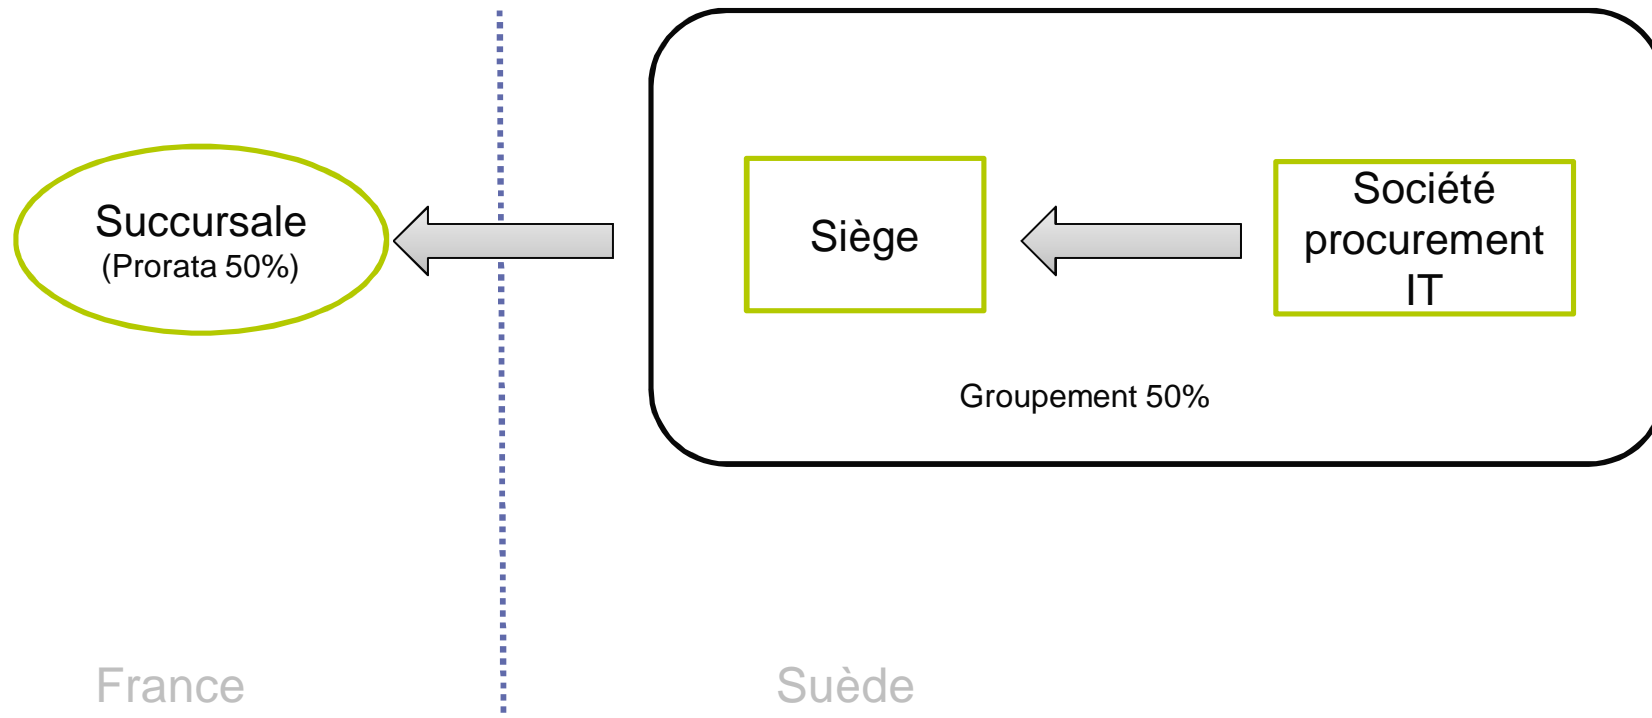 Succursale
(Prorata 50%)
Siège
Société
procurement
IT
Groupement 50%
France
Suède